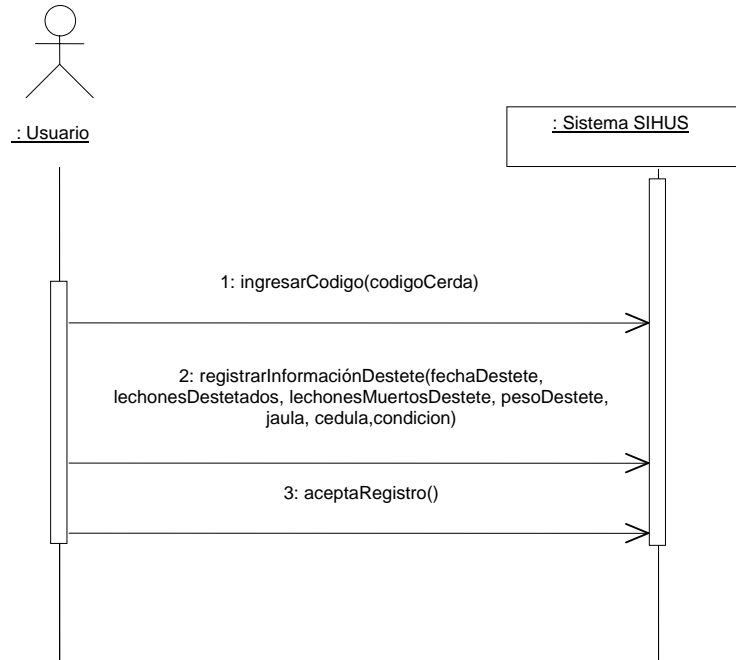 : Usuario
: Sistema SIHUS
1: ingresarCodigo(codigoCerda)
2: registrarInformaciónDestete(fechaDestete,
lechonesDestetados, lechonesMuertosDestete, pesoDestete,
jaula, cedula,condicion)
3: aceptaRegistro()